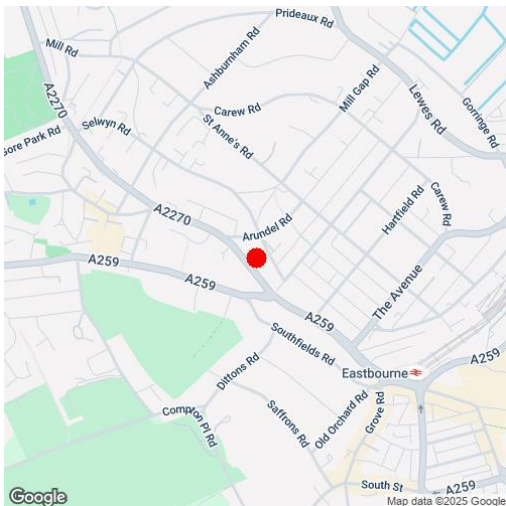 Prideaux Rd
Mill Rd
Ashburnham Rd
A2270
Mill Gap Rd
Lewes Rd
Gorringe Rd
Carew Rd
St Anne's Rd
Selwyn Rd
Gore Park Rd
Carew Rd
Hartfield Rd
A2270
Arundel Rd
A259
A259
The Avenue
A259
Southfields Rd
A259
Dittons Rd
Eastbourne
Saffrons Rd
Old Orchard Rd
Grove Rd
Compton Pl Rd
South St
A259
Google
Map data ©2025 Google